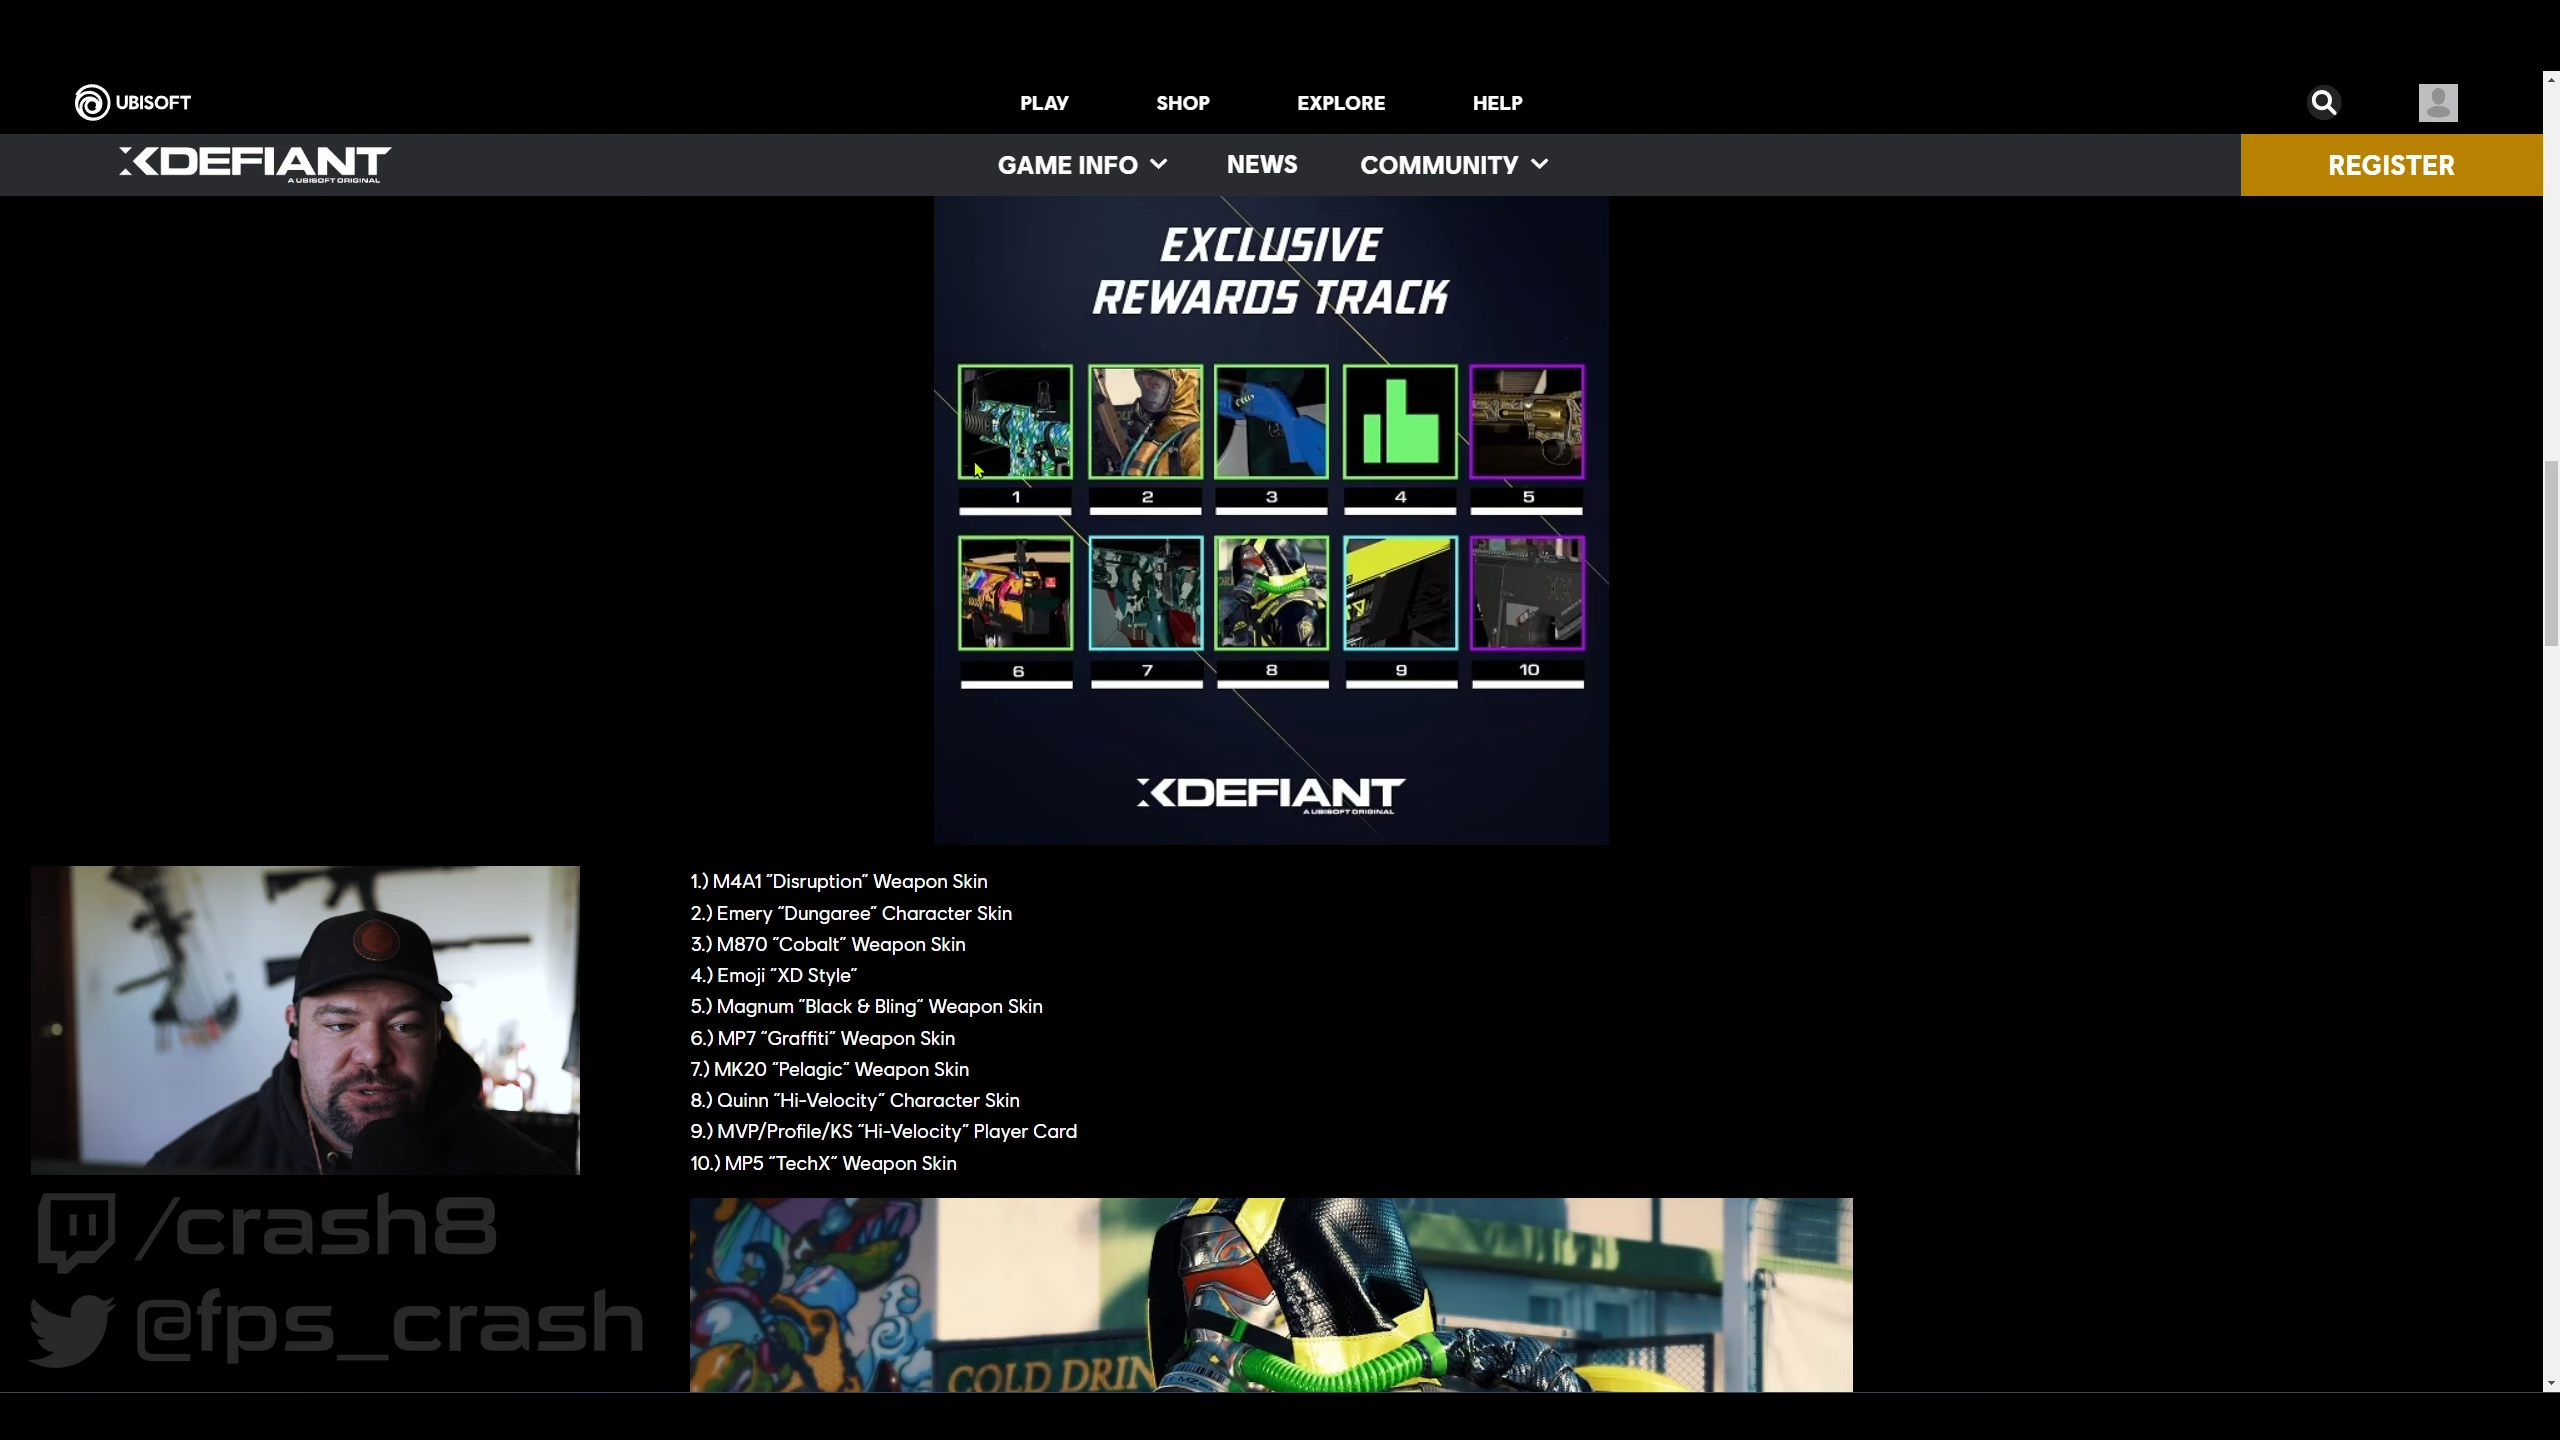 UBISOFT
PLAY SHOP EXPLORE HELP
XDEFIANT
A UBISOFT ORIGINAL
GAME INFO NEWS COMMUNITY
REGISTER
EXCLUSIVE
REWARDS TRACK
1 2 3 4 5
6 7 8 9 10
XDEFIANT
A UBISOFT ORIGINAL
1.) M4A1 "Disruption" Weapon Skin
2.) Emery "Dungaree" Character Skin
3.) M870 "Cobalt" Weapon Skin
4.) Emoji "XD Style"
5.) Magnum "Black & Bling" Weapon Skin
6.) MP7 "Graffiti" Weapon Skin
7.) MK20 "Pelagic" Weapon Skin
8.) Quinn "Hi-Velocity" Character Skin
9.) MVP/Profile/KS "Hi-Velocity" Player Card
10.) MP5 "TechX" Weapon Skin
/crash8
@fps_crash
COLD DRIN